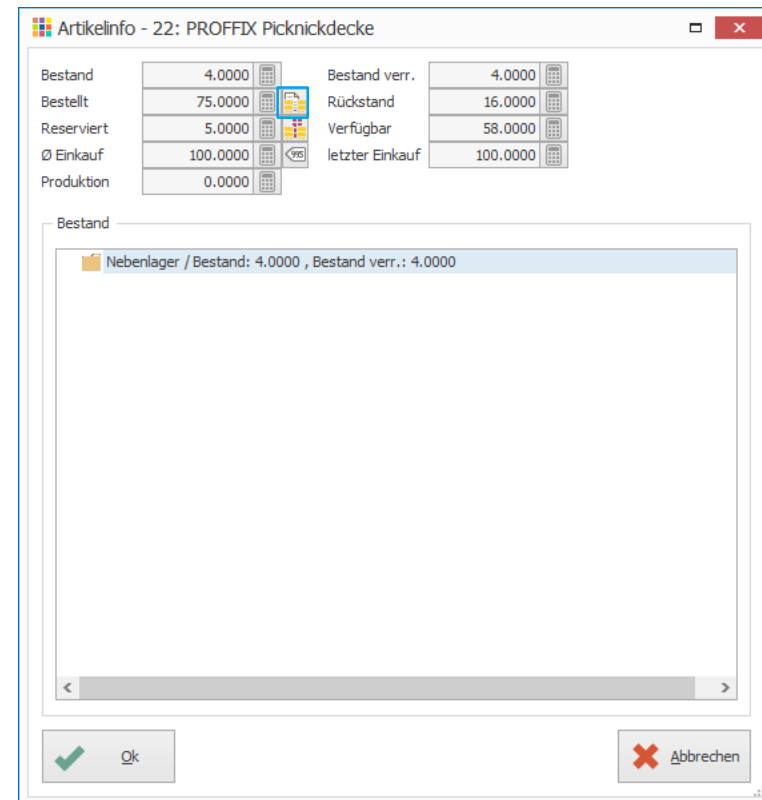 Artikelinfo - 22: PROFFIX Picknickdecke
Bestand 4.0000 Bestand verr. 4.0000
Bestellt 75.0000 Rückstand 16.0000
Reserviert 5.0000 Verfügbar 58.0000
Ø Einkauf 100.0000 995 letzter Einkauf 100.0000
Produktion 0.0000
Bestand
Nebenlager / Bestand: 4.0000 , Bestand verr.: 4.0000
Ok Abbrechen